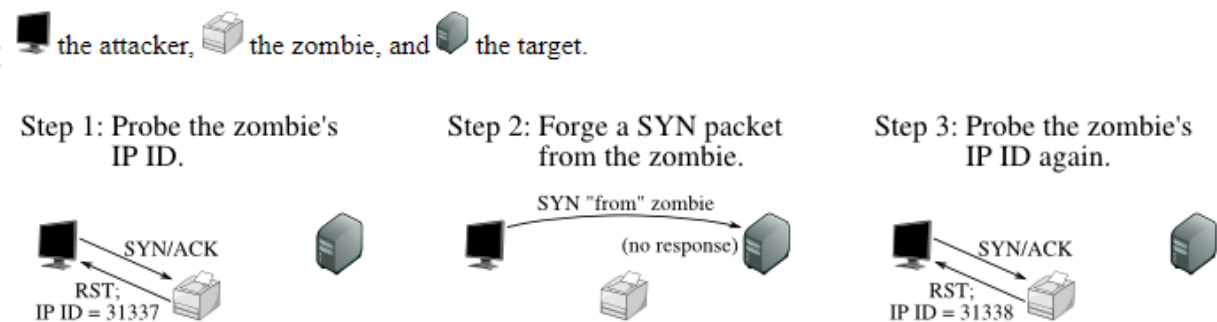 the attacker, the zombie, and the target.
Step 1: Probe the zombie's
IP ID.
SYN/ACK
RST;
IP ID = 31337
Step 2: Forge a SYN packet
from the zombie.
SYN "from" zombie
(no response)
Step 3: Probe the zombie's
IP ID again.
SYN/ACK
RST;
IP ID = 31338